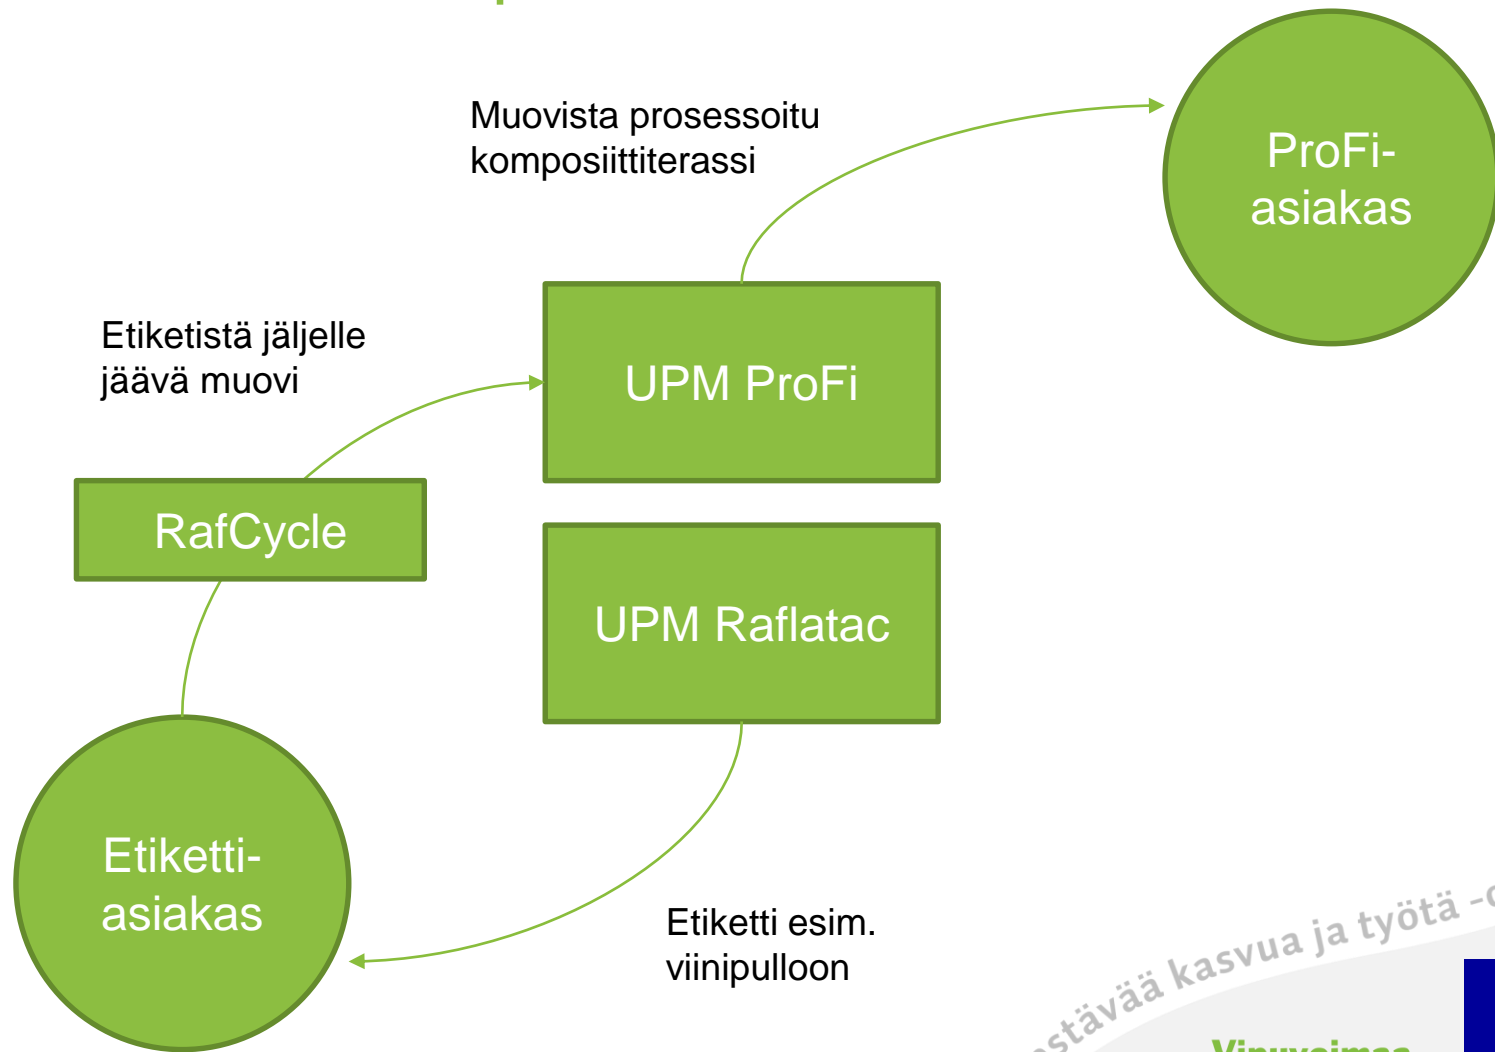 Muovista prosessoitu
komposiittiterassi
ProFi-
asiakas
Etiketistä jäljelle
jäävä muovi
UPM ProFi
RafCycle
UPM Raflatac
Etiketti-
asiakas
Etiketti esim.
viinipulloon
kasvua ja työtä